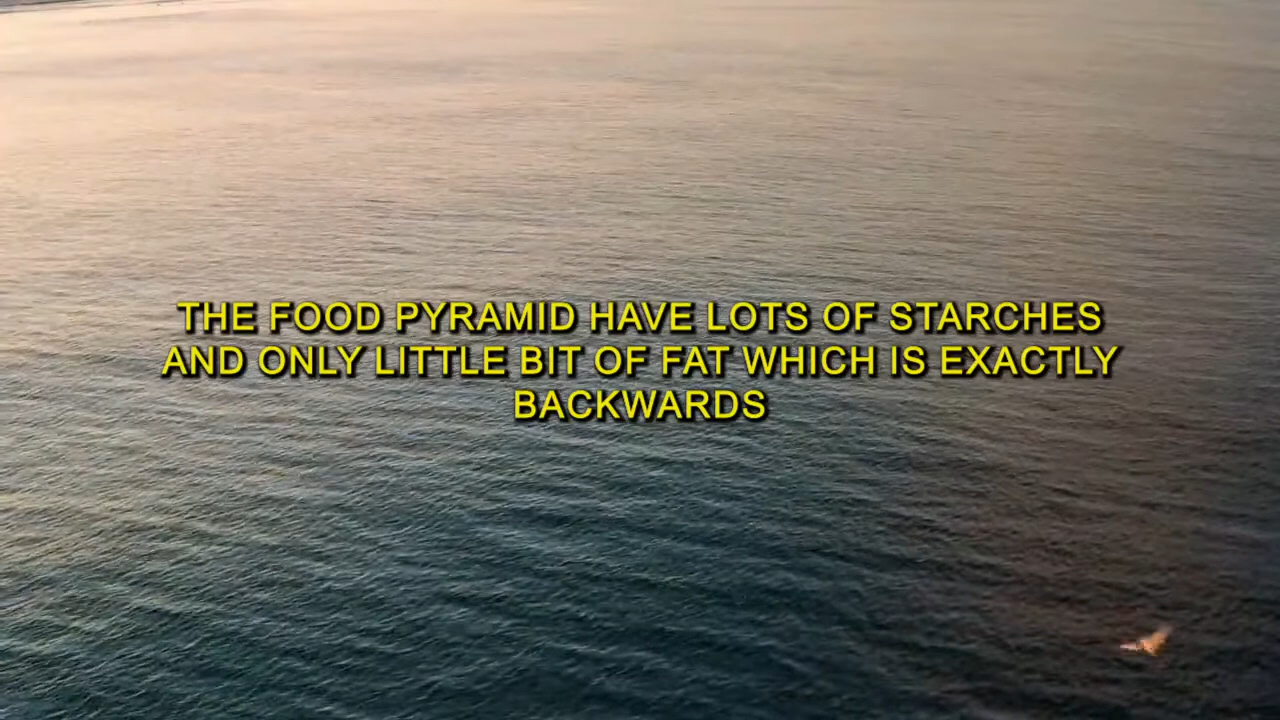 THE FOOD PYRAMID HAVE LOTS OF STARCHES
AND ONLY LITTLE BIT OF FAT WHICH IS EXACTLY
BACKWARDS